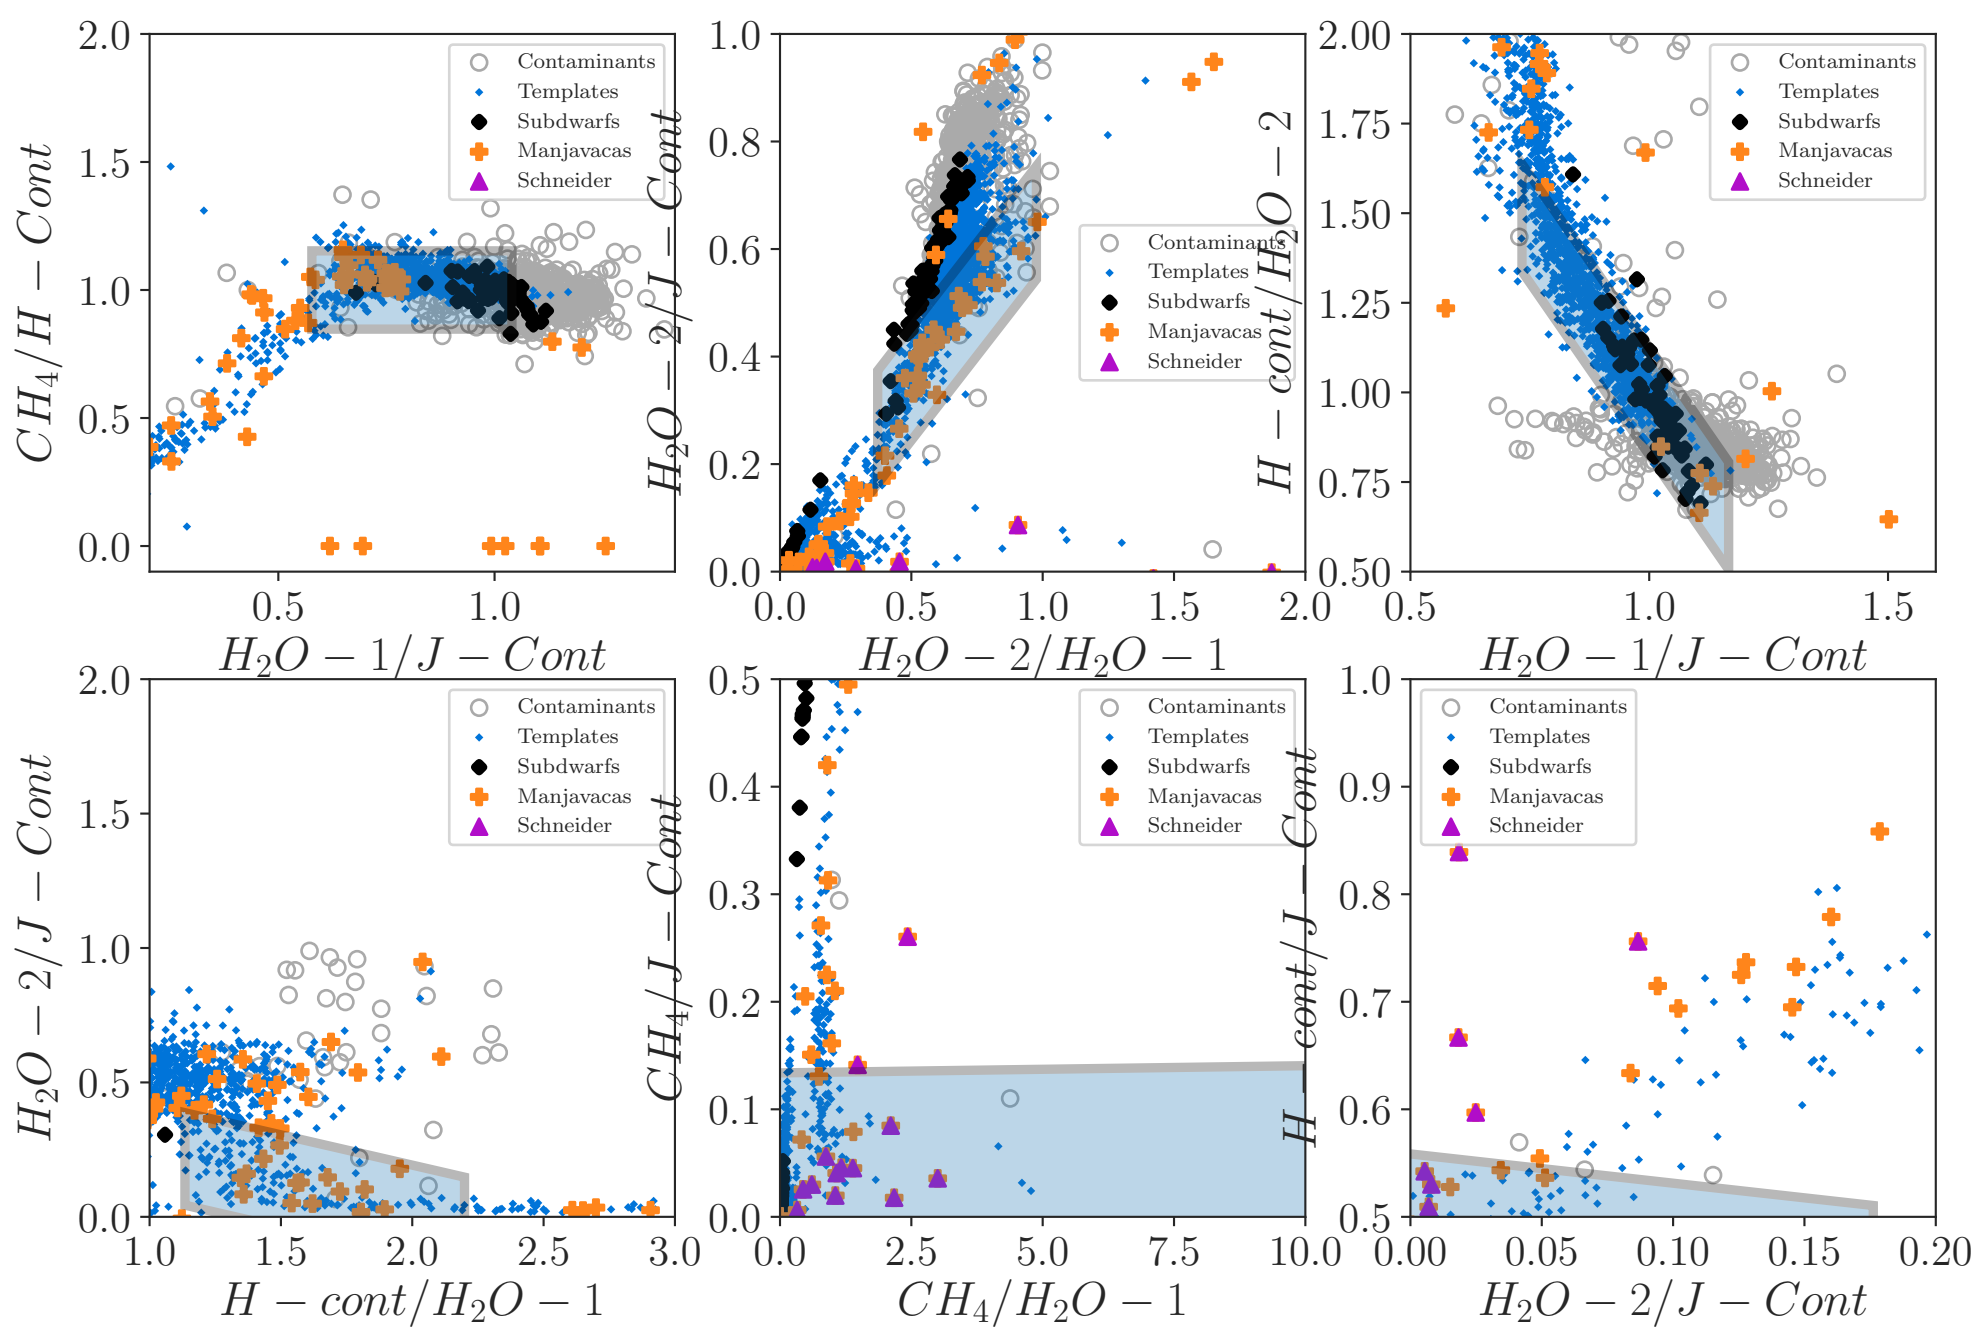 CH₄/H − Cont
2.0
1.5
1.0
0.5
0.0
0.5
1.0
H₂O − 1/J − Cont
Contaminants
Templates
Subdwarfs
Manjavacas
Schneider
H₂O − 2/J − Cont
1.0
0.8
0.6
0.4
0.2
0.0
0.0
0.5
1.0
1.5
2.0
H₂O − 2/H₂O − 1
Contaminants
Templates
Subdwarfs
Manjavacas
Schneider
H − cont/H₂O − 2
2.00
1.75
1.50
1.25
1.00
0.75
0.50
0.5
1.0
1.5
H₂O − 1/J − Cont
Contaminants
Templates
Subdwarfs
Manjavacas
Schneider
H₂O − 2/J − Cont
2.0
1.5
1.0
0.5
0.0
1.0
1.5
2.0
2.5
3.0
H − cont/H₂O − 1
Contaminants
Templates
Subdwarfs
Manjavacas
Schneider
CH₄/J − Cont
0.5
0.4
0.3
0.2
0.1
0.0
0.0
2.5
5.0
7.5
10.0
CH₄/H₂O − 1
Contaminants
Templates
Subdwarfs
Manjavacas
Schneider
H − cont/J − Cont
1.0
0.9
0.8
0.7
0.6
0.5
0.00
0.05
0.10
0.15
0.20
H₂O − 2/J − Cont
Contaminants
Templates
Subdwarfs
Manjavacas
Schneider